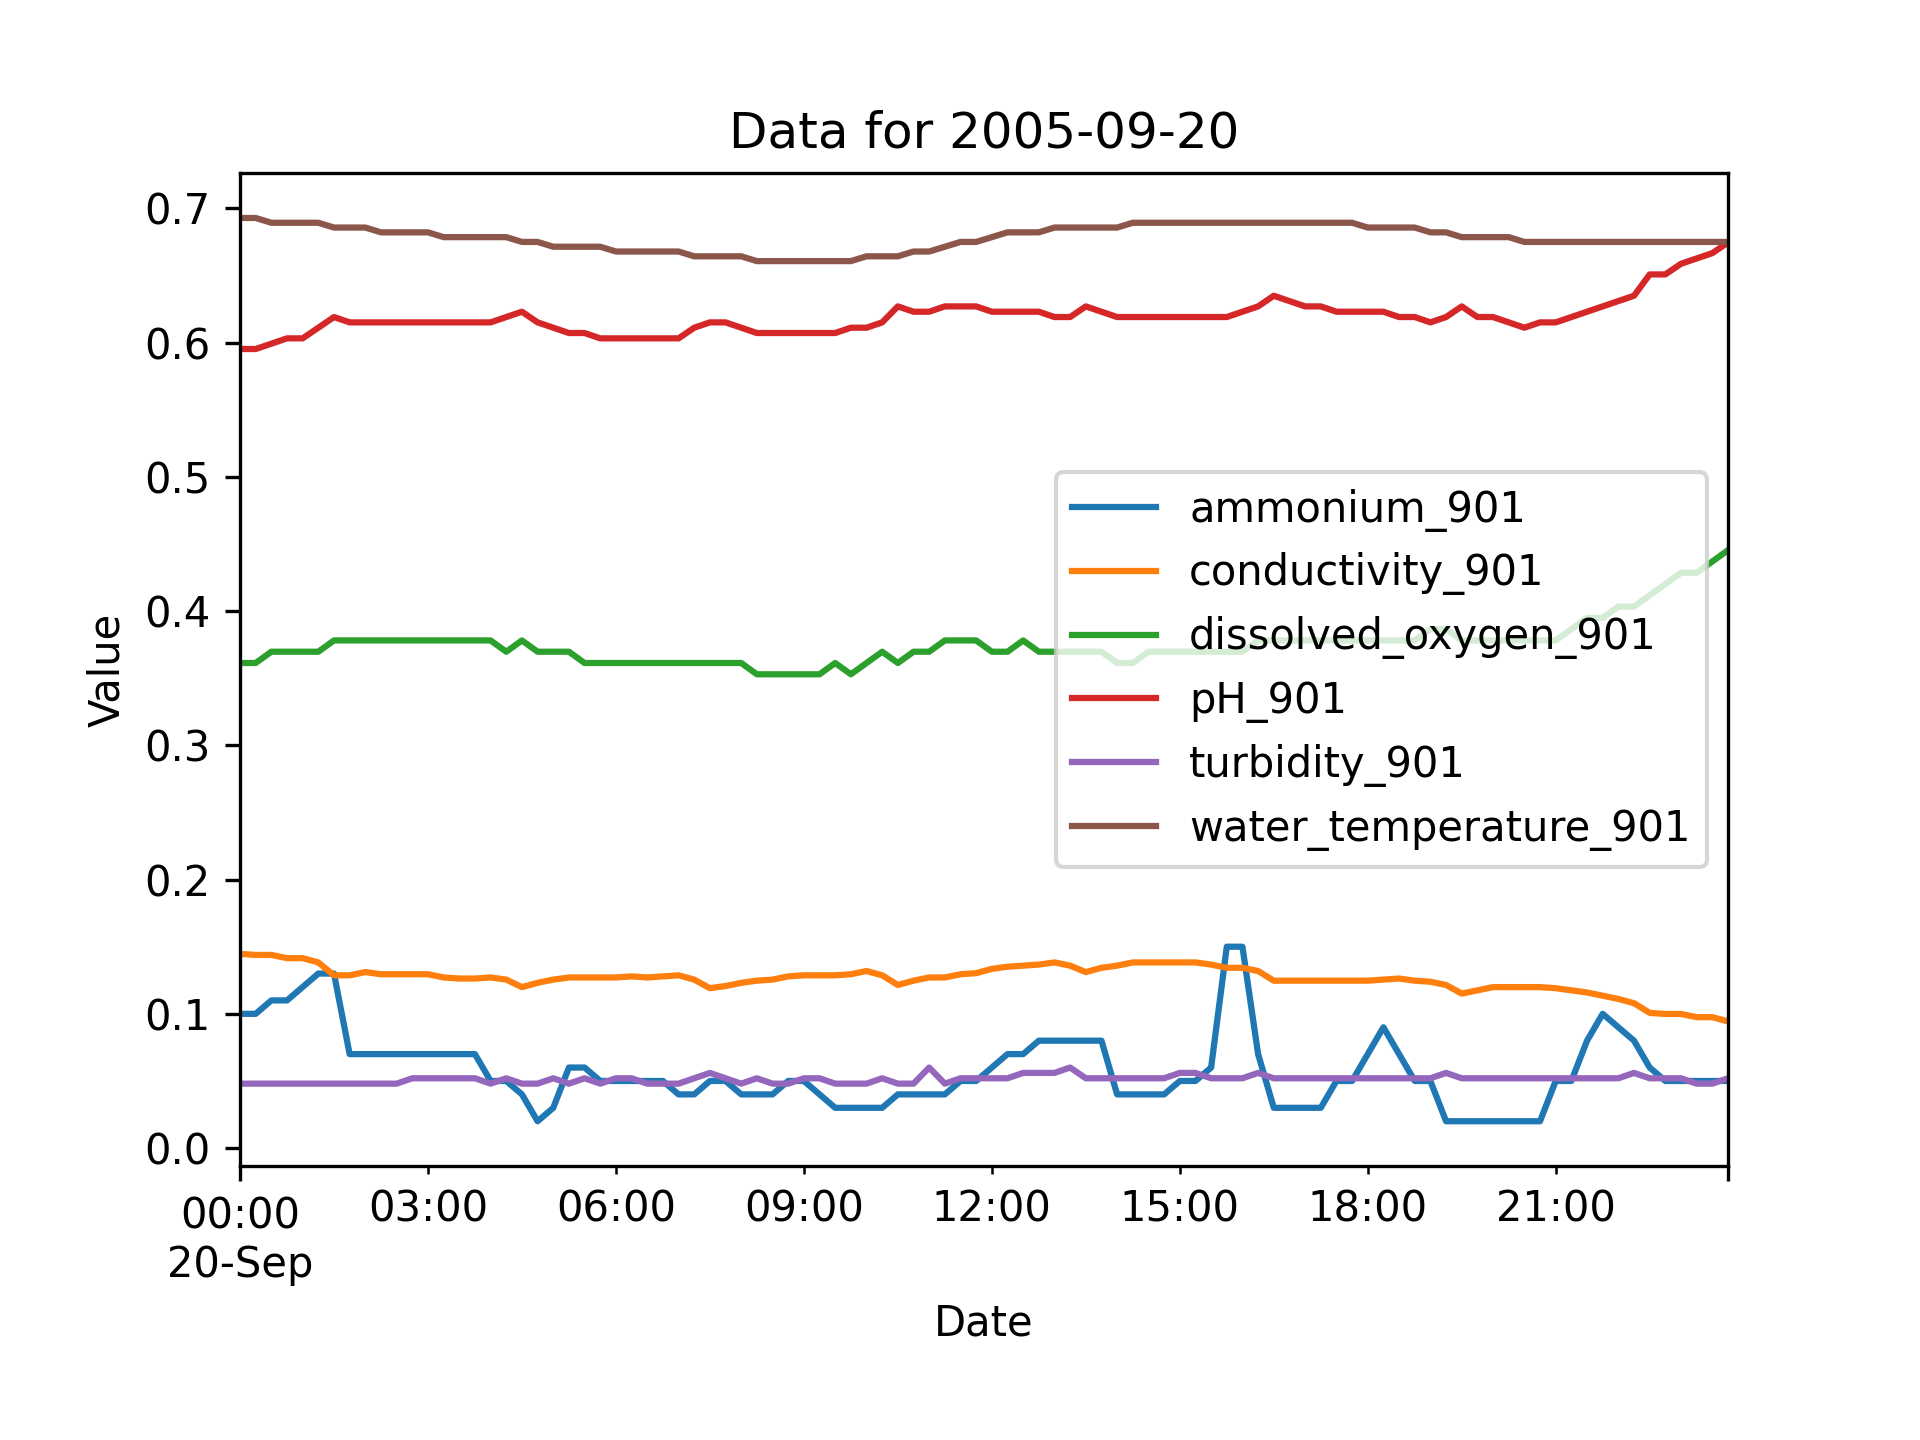 Data for 2005-09-20
0.7
0.6
0.5
0.4
0.3
0.2
0.1
0.0
Value
ammonium_901
conductivity_901
dissolved_oxygen_901
pH_901
turbidity_901
water_temperature_901
00:00 03:00 06:00 09:00 12:00 15:00 18:00 21:00
20-Sep
Date